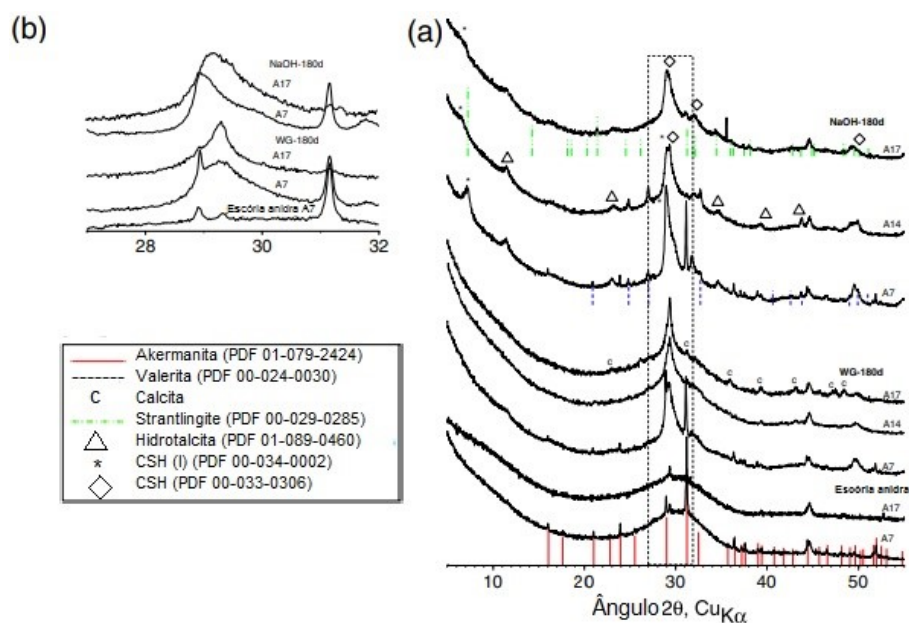 (b)
NaOH-180d
A17
A7
WG-180d
A17
A7
Escória anidra A7
28 30 32
Akermanita (PDF 01-079-2424)
Valerita (PDF 00-024-0030)
C Calcita
Strantlingite (PDF 00-029-0285)
Hidrotalcita (PDF 01-089-0460)
* CSH (I) (PDF 00-034-0002)
CSH (PDF 00-033-0306)
(a)
*
NaOH-180d
A17
*
*
A14
*
A7
C C C C C C C C
WG-180d
A17
A14
A7
Escória anidra
A17
A7
10 20 30 40 50
Ângulo 2θ, CuKα